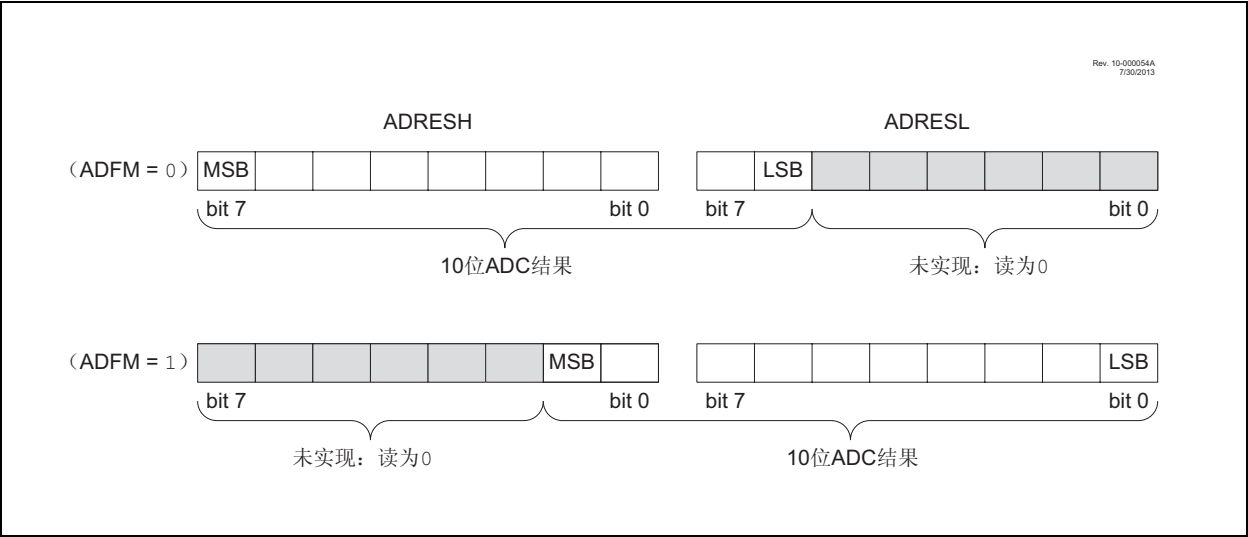 Rev. 10-000054A
7/30/2013
ADRESH ADRESL
（ADFM = 0） MSB LSB
bit 7 bit 0 bit 7 bit 0
10位ADC结果 未实现：读为0
（ADFM = 1） MSB LSB
bit 7 bit 0 bit 7 bit 0
未实现：读为0 10位ADC结果